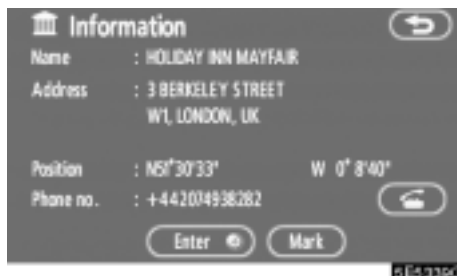 Information
Name : HOLIDAY INN MAYFAIR
Address : 3 BERKELEY STREET
W1, LONDON, UK
Position : N51°30'33" W 0°8'40"
Phone no. : +442074938282
Enter Mark